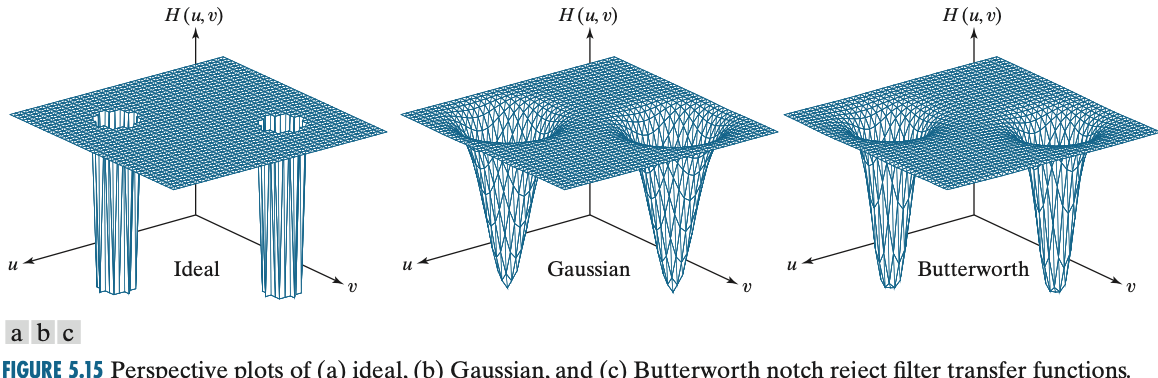 H(u, v) H(u, v) H(u, v)
u Ideal v u Gaussian v u Butterworth v
a b c
FIGURE 5.15 Perspective plots of (a) ideal, (b) Gaussian, and (c) Butterworth notch reject filter transfer functions.